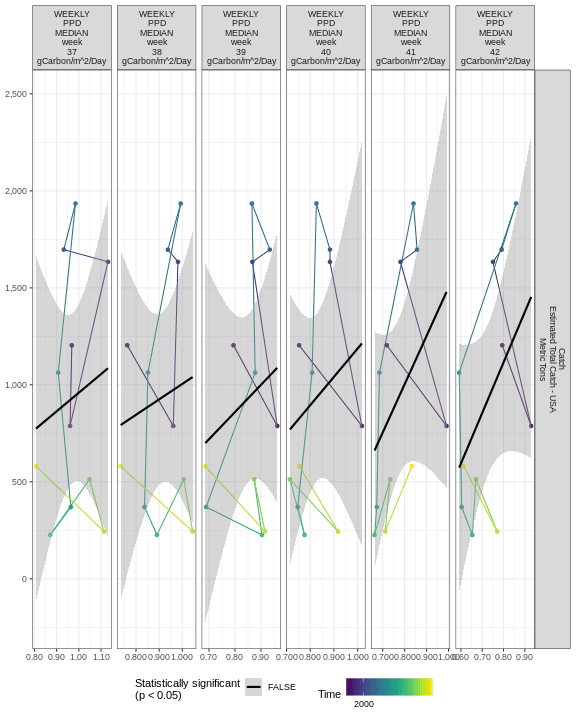 WEEKLY
PPD
MEDIAN
week
37
gCarbon/m^2/Day
WEEKLY
PPD
MEDIAN
week
38
gCarbon/m^2/Day
WEEKLY
PPD
MEDIAN
week
39
gCarbon/m^2/Day
WEEKLY
PPD
MEDIAN
week
40
gCarbon/m^2/Day
WEEKLY
PPD
MEDIAN
week
41
gCarbon/m^2/Day
WEEKLY
PPD
MEDIAN
week
42
gCarbon/m^2/Day
2,500
2,000
1,500
1,000
500
0
Catch
Estimated Total Catch - USA
Metric Tons
0.80 0.90 1.00 1.10
0.800 0.900 1.000
0.70 0.80 0.90
0.700 0.800 0.900 1.000
0.700 0.800 0.900 1.000
0.60 0.70 0.80 0.90
Statistically significant
(p < 0.05)
FALSE
Time
2000